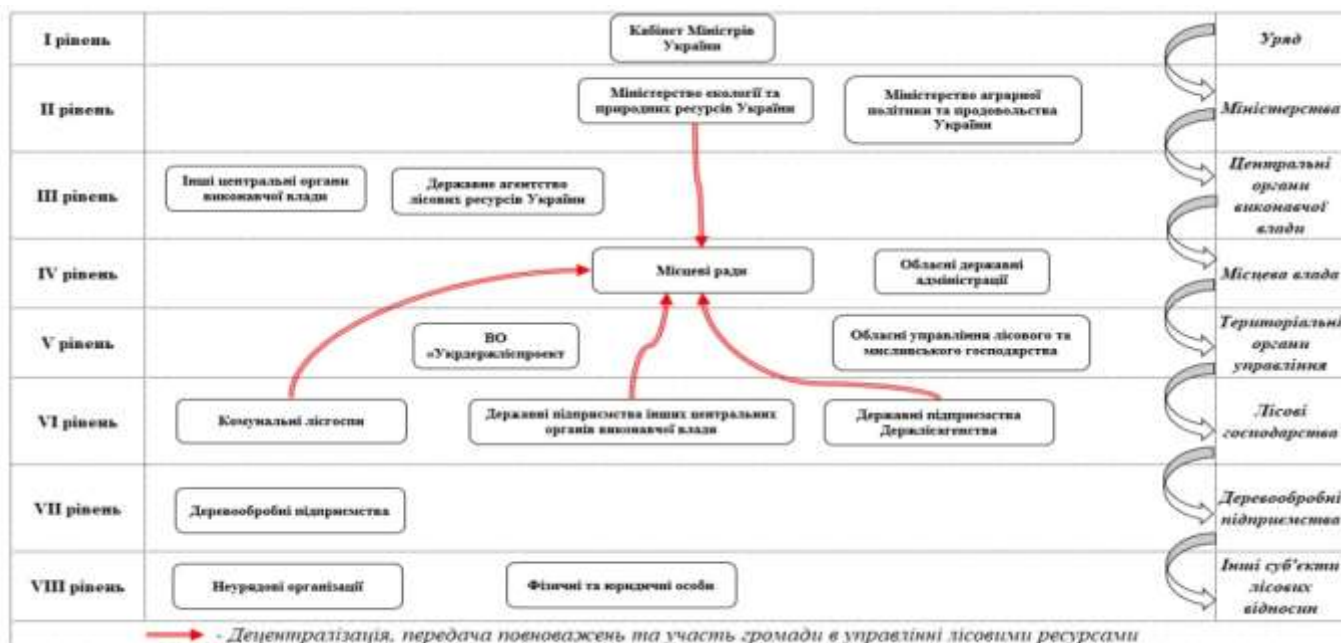 I рівень
Кабінет Міністрів
України
Уряд
II рівень
Міністерство екології та
природних ресурсів України
Міністерство аграрної
політики та продовольства
України
Міністерства
III рівень
Інші центральні органи
виконавчої влади
Державне агентство
лісових ресурсів України
Центральні
органи
виконавчої
влади
IV рівень
Місцеві ради
Обласні державні
адміністрації
Місцева влада
V рівень
ВО
«Укрдержліспроект
Обласні управління лісового та
мисливського господарства
Територіальні
органи
управління
VI рівень
Комунальні лісгоспи
Державні підприємства інших центральних
органів виконавчої влади
Державні підприємства
Держлісагенства
Лісові
господарства
VII рівень
Деревообробні підприємства
Деревообробні
підприємства
VIII рівень
Неурядові організації
Фізичні та юридичні особи
Інші суб'єкти
лісових
відносин
- Децентралізація, передача повноважень та участь громади в управлінні лісовими ресурсами